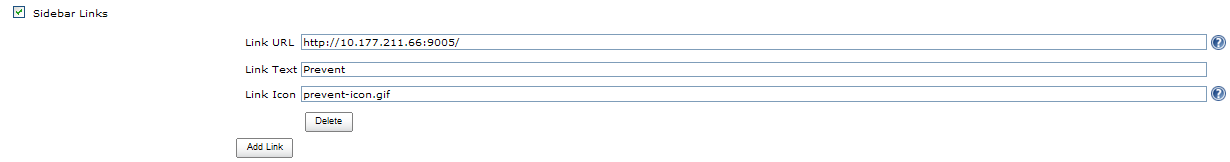 Sidebar Links
Link URL http://10.177.211.66:9005/ ?
Link Text Prevent
Link Icon prevent-icon.gif ?
Delete
Add Link